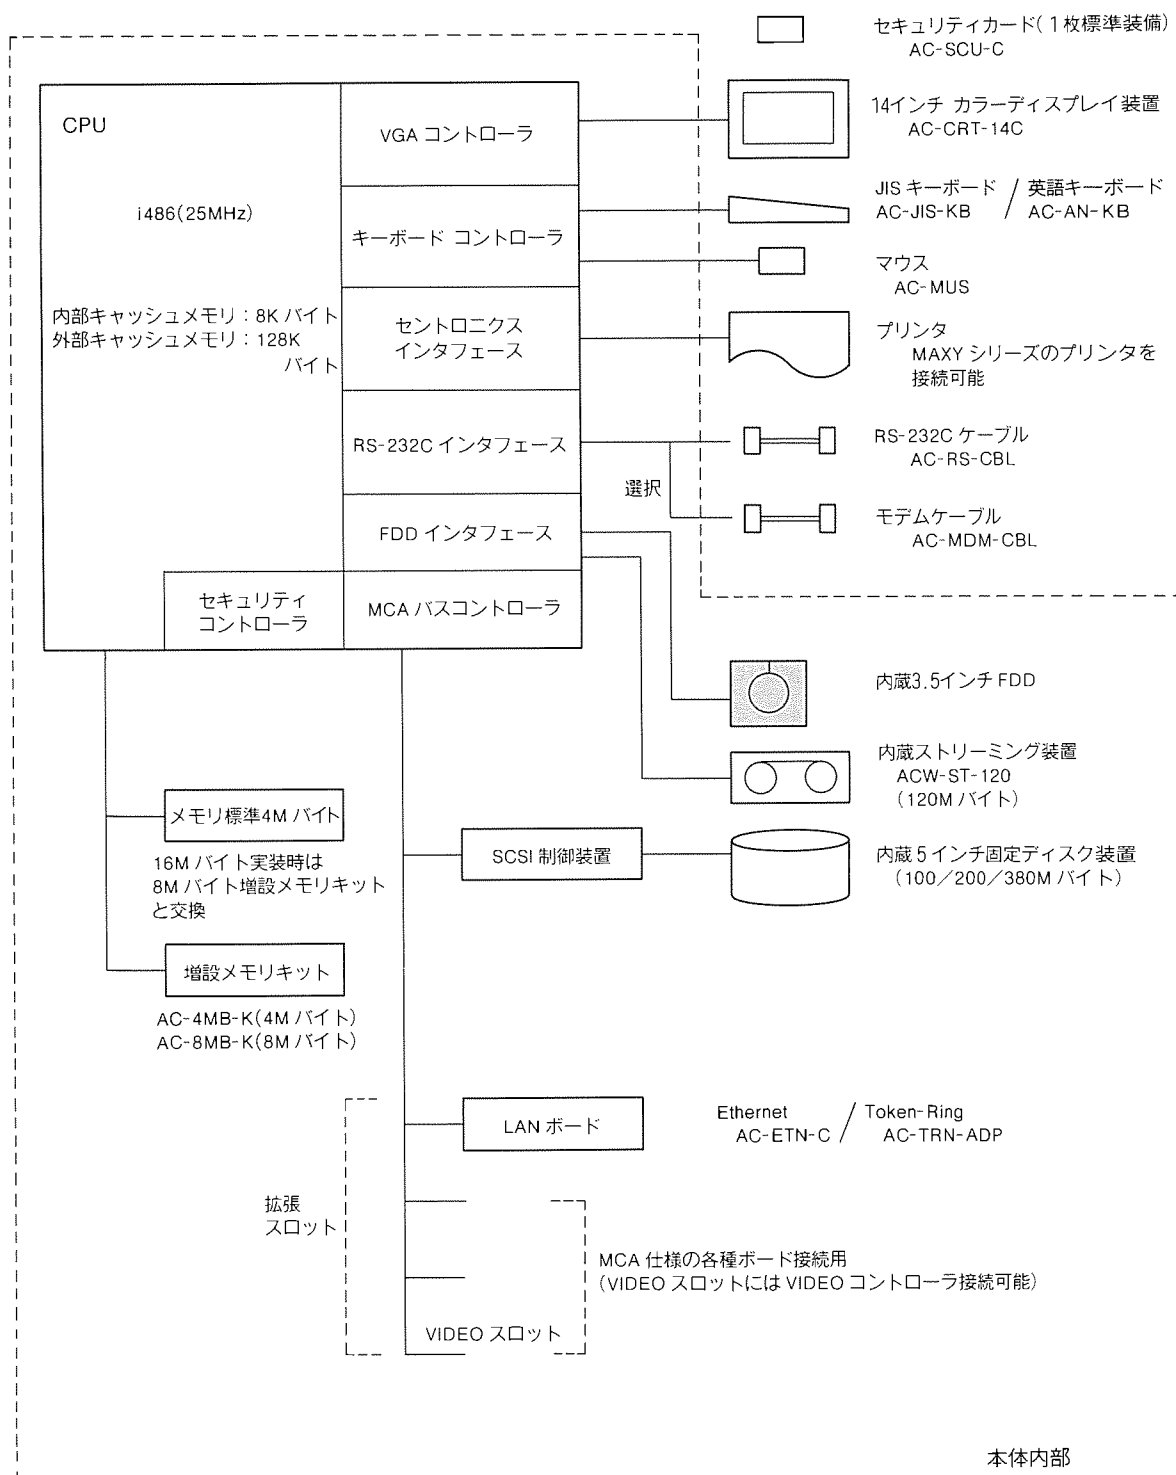 セキュリティカード(1枚標準装備)
AC-SCU-C
CPU
i486(25MHz)
内部キャッシュメモリ:8Kバイト
外部キャッシュメモリ:128K
バイト
VGA コントローラ
キーボード コントローラ
セントロニクス
インタフェース
RS-232C インタフェース
FDD インタフェース
セキュリティ
コントローラ
MCA バスコントローラ
14インチ カラーディスプレイ装置
AC-CRT-14C
JIS キーボード / 英語キーボード
AC-JIS-KB AC-AN-KB
マウス
AC-MUS
プリンタ
MAXY シリーズのプリンタを
接続可能
RS-232C ケーブル
AC-RS-CBL
選択
モデムケーブル
AC-MDM-CBL
内蔵3.5インチ FDD
内蔵ストリーミング装置
ACW-ST-120
(120M バイト)
メモリ標準4M バイト
16M バイト実装時は
8M バイト増設メモリキット
と交換
SCSI 制御装置
内蔵5インチ固定ディスク装置
(100/200/380M バイト)
増設メモリキット
AC-4MB-K(4M バイト)
AC-8MB-K(8M バイト)
LAN ボード
Ethernet / Token-Ring
AC-ETN-C AC-TRN-ADP
拡張
スロット
MCA 仕様の各種ボード接続用
(VIDEO スロットには VIDEO コントローラ接続可能)
VIDEO スロット
本体内部